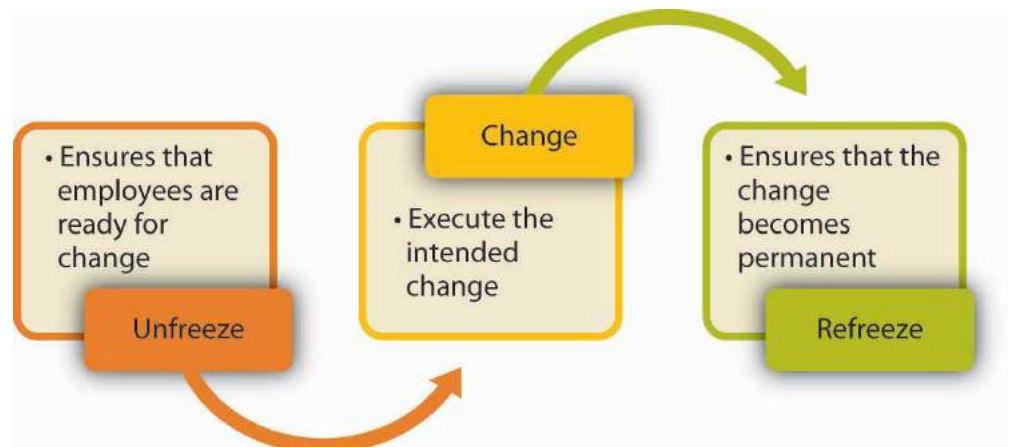 • Ensures that
employees are
ready for
change
Unfreeze
Change
• Execute the
intended
change
• Ensures that the
change
becomes
permanent
Refreeze